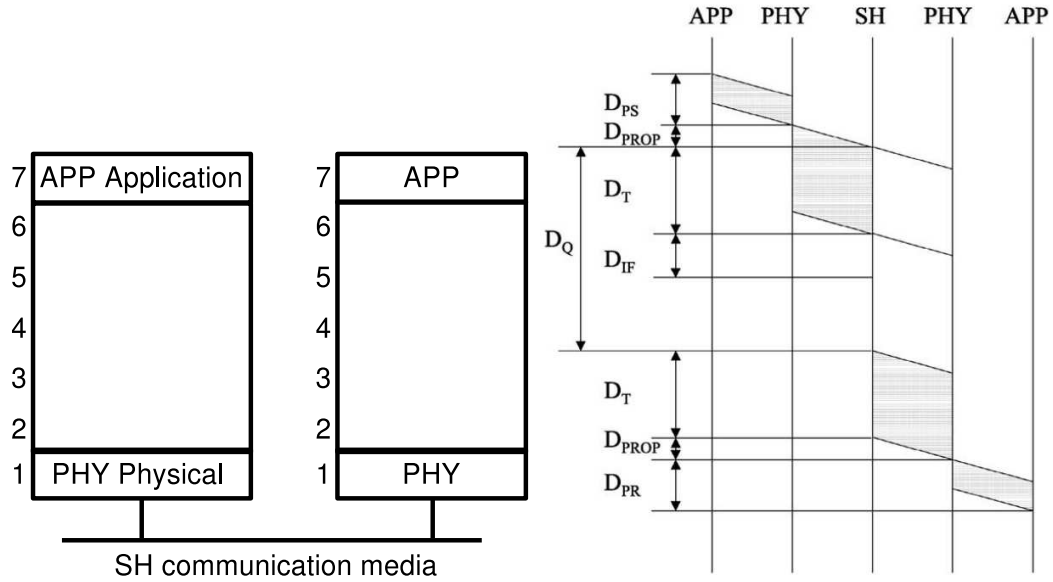 7 APP Application
6
5
4
3
2
1 PHY Physical
7 APP
6
5
4
3
2
1 PHY
SH communication media
APP PHY SH PHY APP
D_PS
D_PROP
D_T
D_Q
D_IF
D_T
D_PROP
D_PR